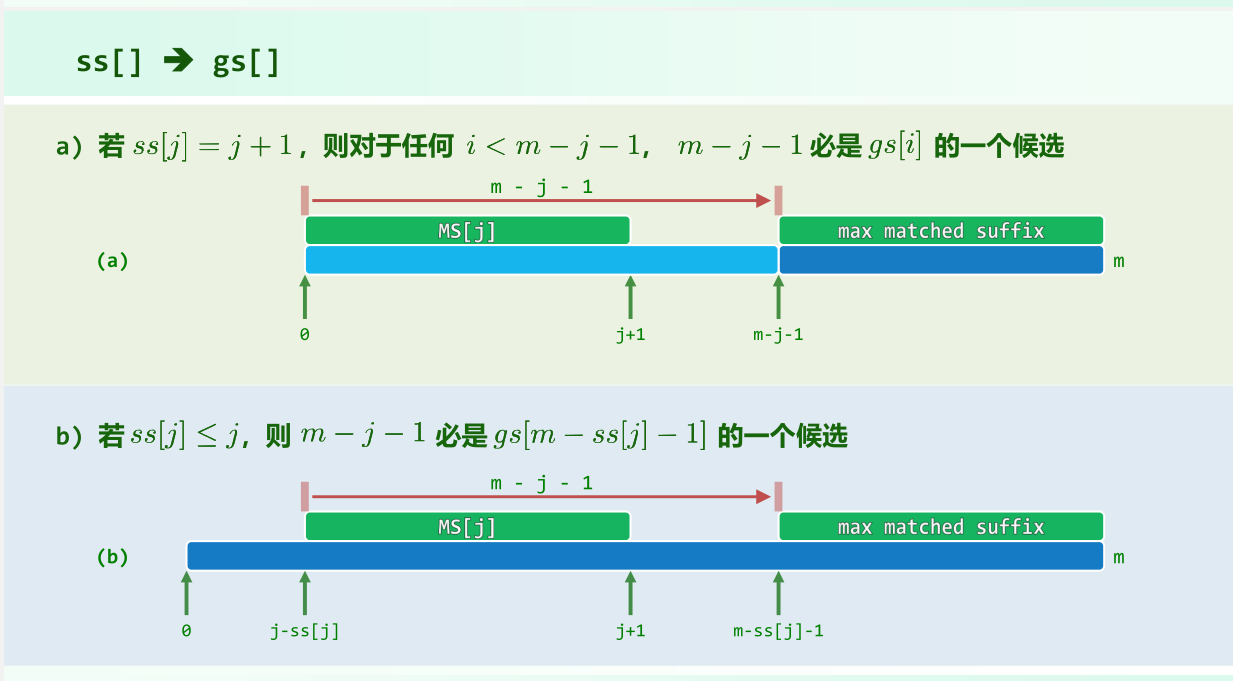 ss[] ➔ gs[]
a) 若 ss[j] = j + 1，则对于任何 i < m − j − 1， m − j − 1 必是 gs[i] 的一个候选
m - j - 1
MS[j] max matched suffix
(a) m
0 j+1 m-j-1
b) 若 ss[j] ≤ j，则 m − j − 1 必是 gs[m − ss[j] − 1] 的一个候选
m - j - 1
MS[j] max matched suffix
(b) m
0 j-ss[j] j+1 m-ss[j]-1